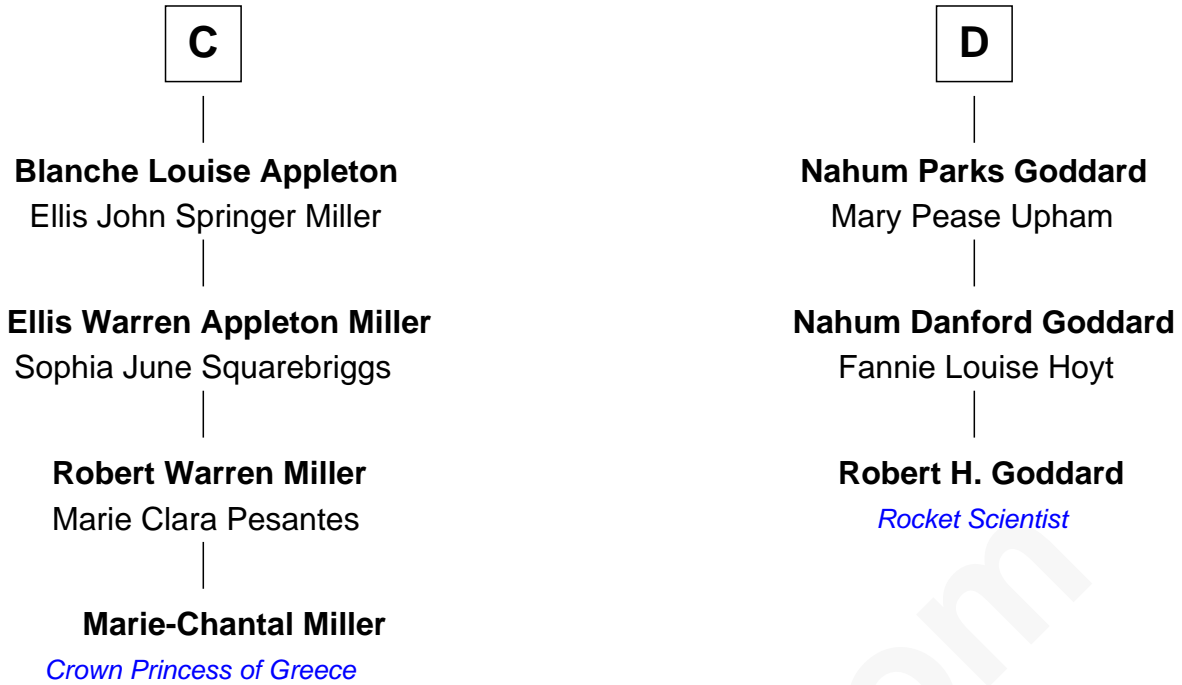 C
Blanche Louise Appleton
Ellis John Springer Miller
Ellis Warren Appleton Miller
Sophia June Squarebriggs
Robert Warren Miller
Marie Clara Pesantes
Marie-Chantal Miller
Crown Princess of Greece
D
Nahum Parks Goddard
Mary Pease Upham
Nahum Danford Goddard
Fannie Louise Hoyt
Robert H. Goddard
Rocket Scientist
om